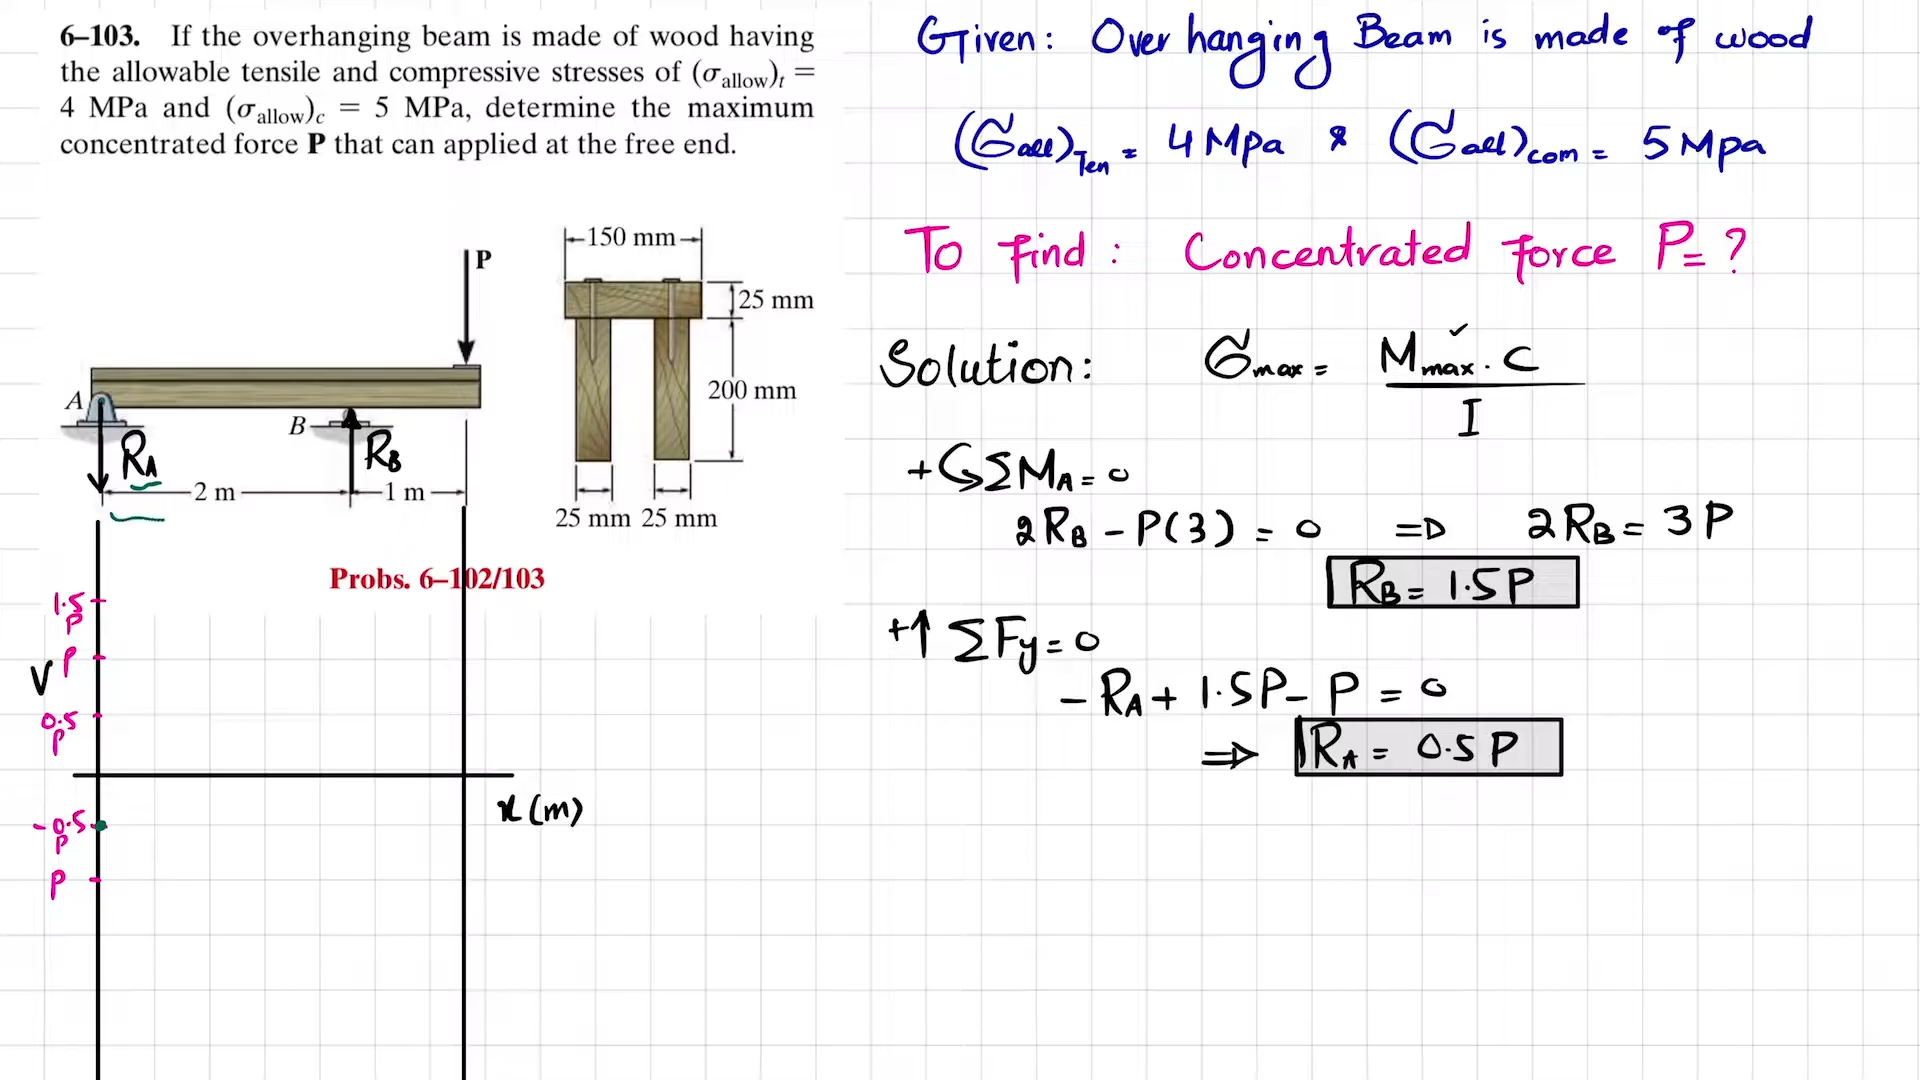 6–103. If the overhanging beam is made of wood having
the allowable tensile and compressive stresses of (σallow)t =
4 MPa and (σallow)c = 5 MPa, determine the maximum
concentrated force P that can applied at the free end.
150 mm
P
25 mm
200 mm
A
B
RA
RB
2 m
1 m
25 mm 25 mm
Probs. 6–102/103
1.5
P
P
V
0.5
P
x (m)
-0.5
P
P
Given: Over hanging Beam is made of wood
(σall)Ten = 4 Mpa & (σall)com = 5 Mpa
To find : Concentrated force P = ?
Solution: σmax = Mmax . C
I
+ ΣMA = 0
2RB - P(3) = 0 => 2RB = 3P
RB = 1.5P
+↑ ΣFy = 0
- RA + 1.5P - P = 0
=> RA = 0.5 P